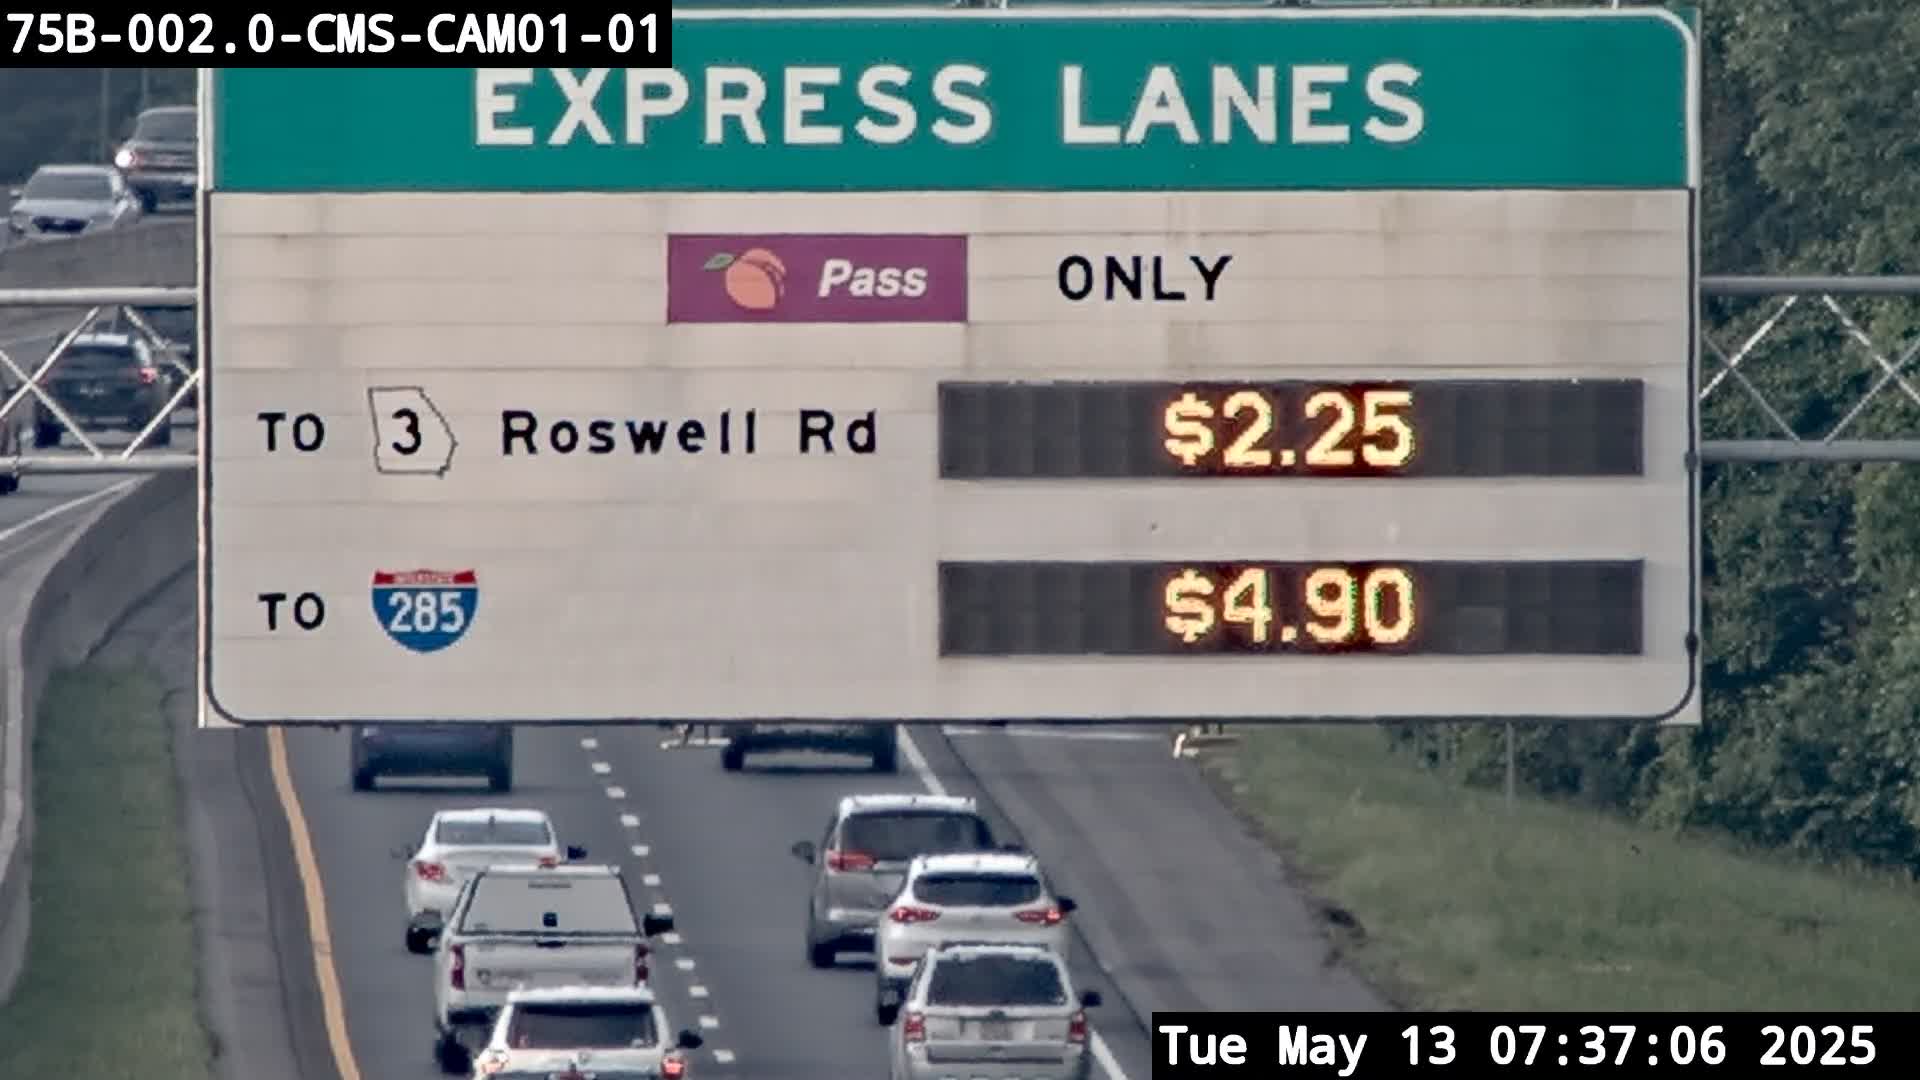 75B-002.0-CMS-CAM01-01
EXPRESS LANES
Pass ONLY
TO 3 Roswell Rd $2.25
TO 285 $4.90
Tue May 13 07:37:06 2025